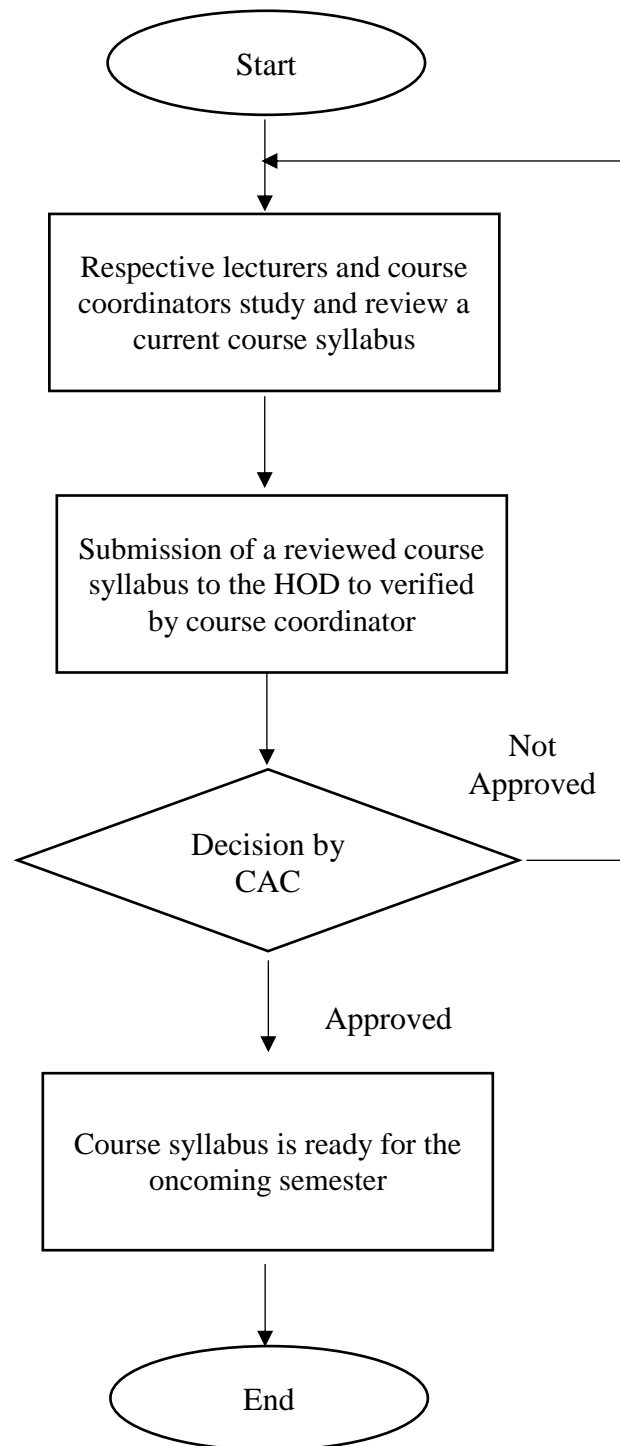 Start
Respective lecturers and course
coordinators study and review a
current course syllabus
Submission of a reviewed course
syllabus to the HOD to verified
by course coordinator
Not
Approved
Decision by
CAC
Approved
Course syllabus is ready for the
oncoming semester
End